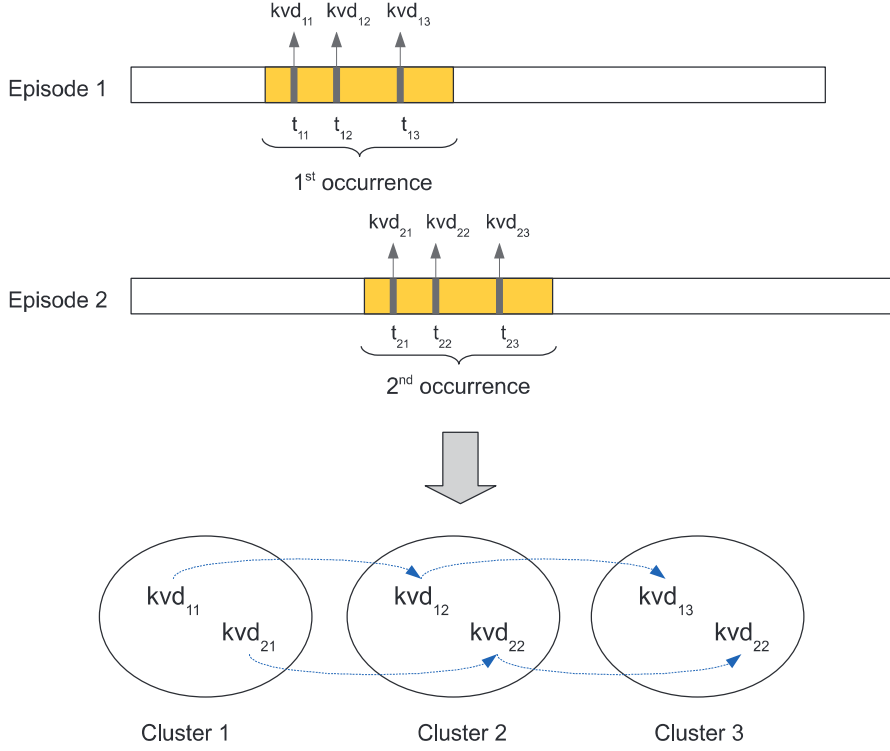 kvd₁₁ kvd₁₂ kvd₁₃
Episode 1
t₁₁ t₁₂ t₁₃
1ˢᵗ occurrence
kvd₂₁ kvd₂₂ kvd₂₃
Episode 2
t₂₁ t₂₂ t₂₃
2ⁿᵈ occurrence
kvd₁₁ kvd₁₂ kvd₁₃
kvd₂₁ kvd₂₂ kvd₂₂
Cluster 1 Cluster 2 Cluster 3